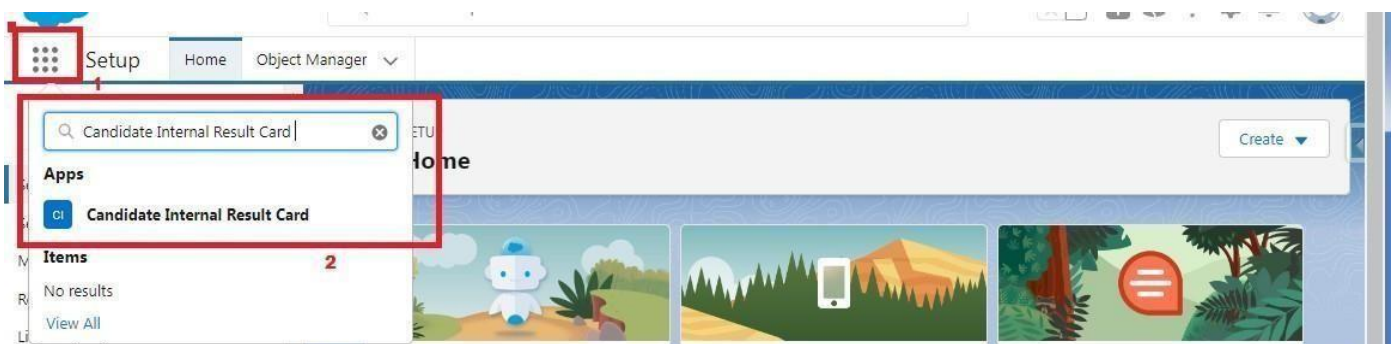 Setup Home Object Manager
1
Candidate Internal Result Card
ETU
Home
Create
Apps
CI Candidate Internal Result Card
Items
2
No results
View All